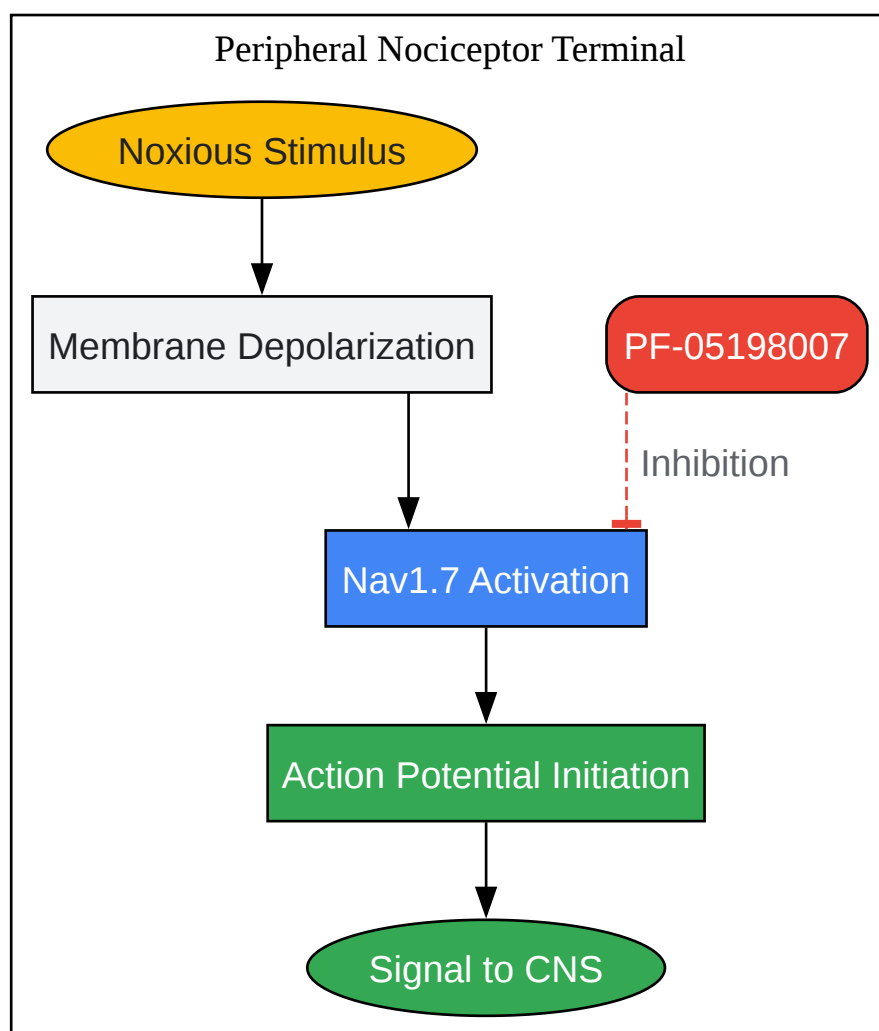 Peripheral Nociceptor Terminal
Noxious Stimulus
Membrane Depolarization
PF-05198007
Inhibition
Nav1.7 Activation
Action Potential Initiation
Signal to CNS